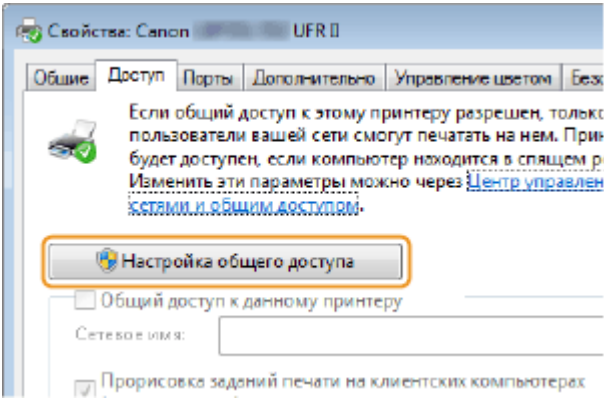 Свойства: Canon UFR II
Общие Доступ Порты Дополнительно Управление цветом Безо
Если общий доступ к этому принтеру разрешен, только
пользователи вашей сети смогут печатать на нем. Прин
будет доступен, если компьютер находится в спящем р
Изменить эти параметры можно через Центр управлен
сетями и общим доступом.
Настройка общего доступа
Общий доступ к данному принтеру
Сетевое имя:
Прорисовка заданий печати на клиентских компьютерах